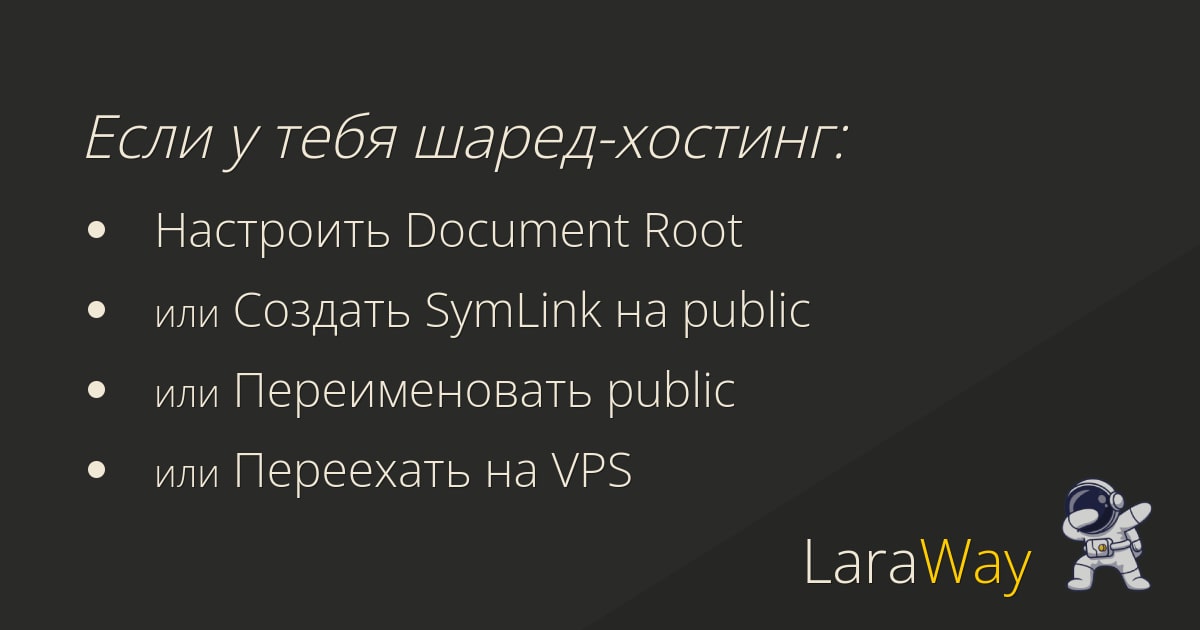 Если у тебя шаред-хостинг:
• Настроить Document Root
• или Создать SymLink на public
• или Переименовать public
• или Переехать на VPS
LaraWay